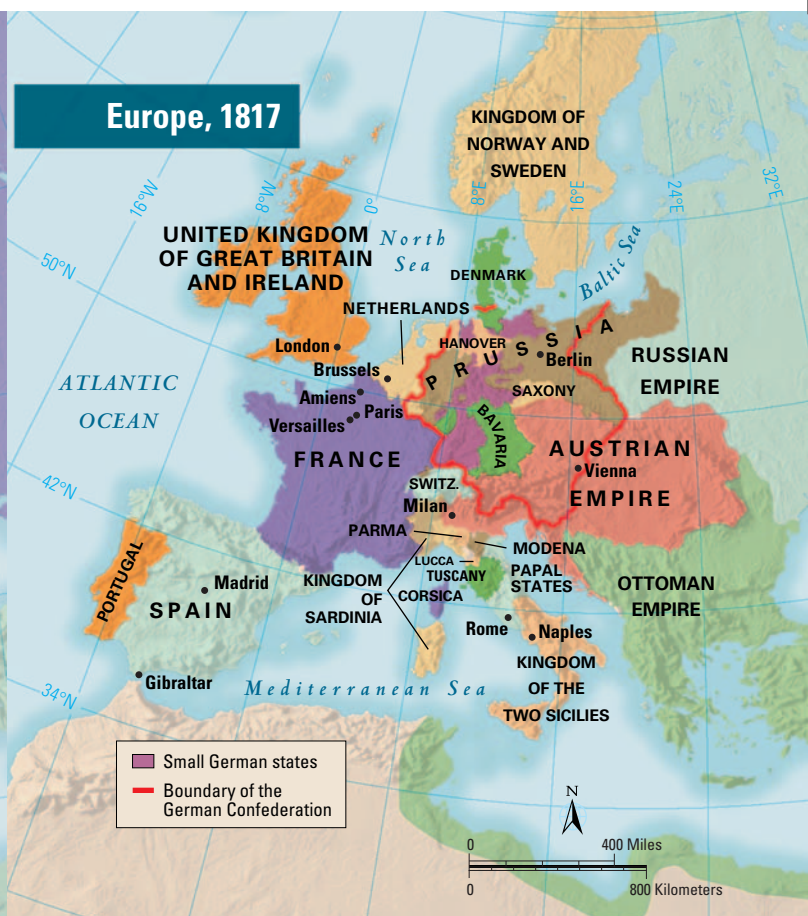 Europe, 1817
KINGDOM OF
NORWAY AND
SWEDEN
16°W
8°W
0°
8°E
16°E
24°E
32°E
50°N
UNITED KINGDOM
OF GREAT BRITAIN
AND IRELAND
North
Sea
DENMARK
Baltic Sea
NETHERLANDS
HANOVER
PRUSSIA
London
Berlin
RUSSIAN
EMPIRE
Brussels
ATLANTIC
OCEAN
Amiens
Paris
Versailles
SAXONY
BAVARIA
FRANCE
AUSTRIAN
EMPIRE
Vienna
42°N
SWITZ.
Milan
PARMA
MODENA
LUCCA
TUSCANY
PAPAL
STATES
PORTUGAL
Madrid
SPAIN
KINGDOM
OF
SARDINIA
CORSICA
OTTOMAN
EMPIRE
Rome
Naples
KINGDOM
OF THE
TWO SICILIES
Gibraltar
Mediterranean Sea
34°N
Small German states
Boundary of the
German Confederation
N
0 400 Miles
0 800 Kilometers